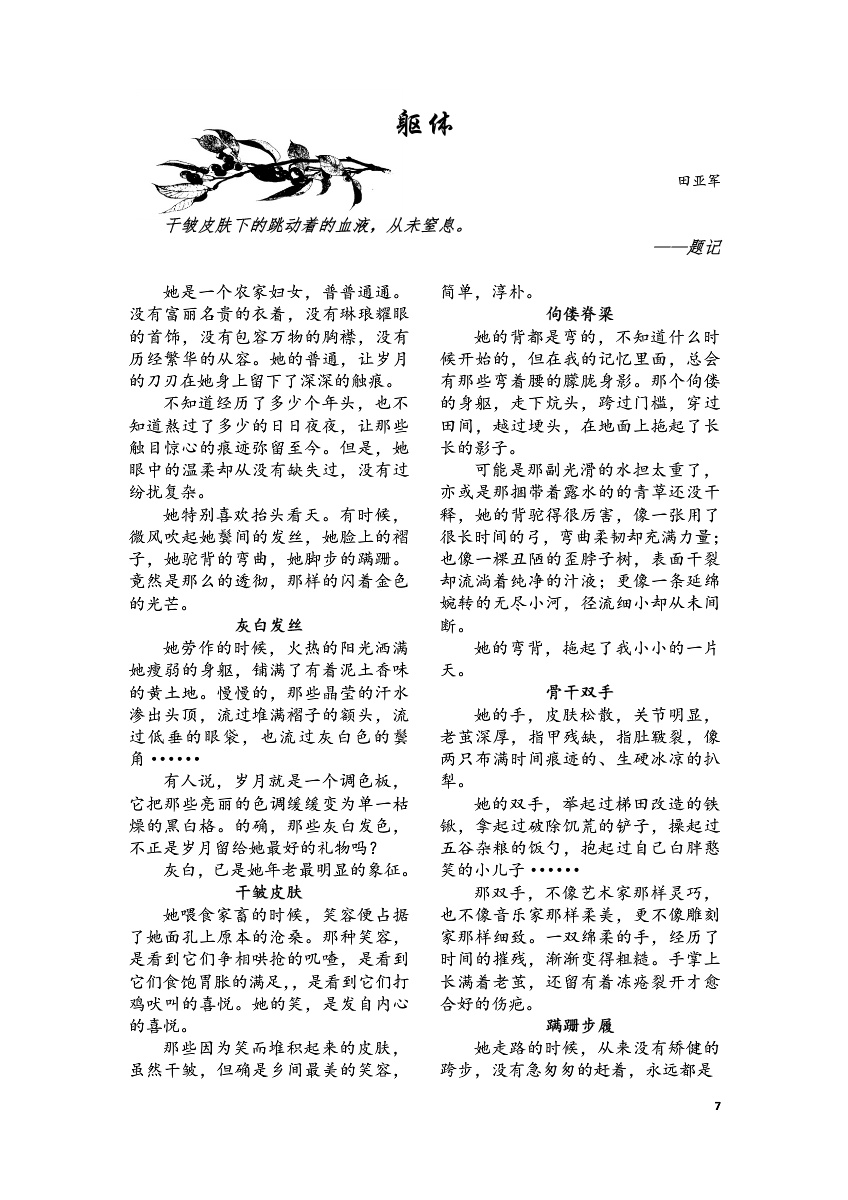 躯体
田亚军
干皱皮肤下的跳动着的血液，从未窒息。
——题记
她是一个农家妇女，普普通通。
没有富丽名贵的衣着，没有琳琅耀眼
的首饰，没有包容万物的胸襟，没有
历经繁华的从容。她的普通，让岁月
的刀刃在她身上留下了深深的触痕。
不知道经历了多少个年头，也不
知道熬过了多少的日日夜夜，让那些
触目惊心的痕迹弥留至今。但是，她
眼中的温柔却从没有缺失过，没有过
纷扰复杂。
她特别喜欢抬头看天。有时候，
微风吹起她鬓间的发丝，她脸上的褶
子，她驼背的弯曲，她脚步的蹒跚。
竟然是那么的透彻，那样的闪着金色
的光芒。
灰白发丝
她劳作的时候，火热的阳光洒满
她瘦弱的身躯，铺满了有着泥土香味
的黄土地。慢慢的，那些晶莹的汗水
渗出头顶，流过堆满褶子的额头，流
过低垂的眼袋，也流过灰白色的鬓
角······
有人说，岁月就是一个调色板，
它把那些亮丽的色调缓缓变为单一枯
燥的黑白格。的确，那些灰白发色，
不正是岁月留给她最好的礼物吗？
灰白，已是她年老最明显的象征。
干皱皮肤
她喂食家畜的时候，笑容便占据
了她面孔上原本的沧桑。那种笑容，
是看到它们争相哄抢的叽喳，是看到
它们食饱胃胀的满足，，是看到它们打
鸡吠叫的喜悦。她的笑，是发自内心
的喜悦。
那些因为笑而堆积起来的皮肤，
虽然干皱，但确是乡间最美的笑容，
简单，淳朴。
佝偻脊梁
她的背都是弯的，不知道什么时
候开始的，但在我的记忆里面，总会
有那些弯着腰的朦胧身影。那个佝偻
的身躯，走下炕头，跨过门槛，穿过
田间，越过埂头，在地面上拖起了长
长的影子。
可能是那副光滑的水担太重了，
亦或是那捆带着露水的的青草还没干
释，她的背驼得很厉害，像一张用了
很长时间的弓，弯曲柔韧却充满力量；
也像一棵丑陋的歪脖子树，表面干裂
却流淌着纯净的汁液；更像一条延绵
婉转的无尽小河，径流细小却从未间
断。
她的弯背，拖起了我小小的一片
天。
骨干双手
她的手，皮肤松散，关节明显，
老茧深厚，指甲残缺，指肚皲裂，像
两只布满时间痕迹的、生硬冰凉的扒
犁。
她的双手，举起过梯田改造的铁
锹，拿起过破除饥荒的铲子，操起过
五谷杂粮的饭勺，抱起过自己白胖憨
笑的小儿子······
那双手，不像艺术家那样灵巧，
也不像音乐家那样柔美，更不像雕刻
家那样细致。一双绵柔的手，经历了
时间的摧残，渐渐变得粗糙。手掌上
长满着老茧，还留有着冻疮裂开才愈
合好的伤疤。
蹒跚步履
她走路的时候，从来没有矫健的
跨步，没有急匆匆的赶着，永远都是
7